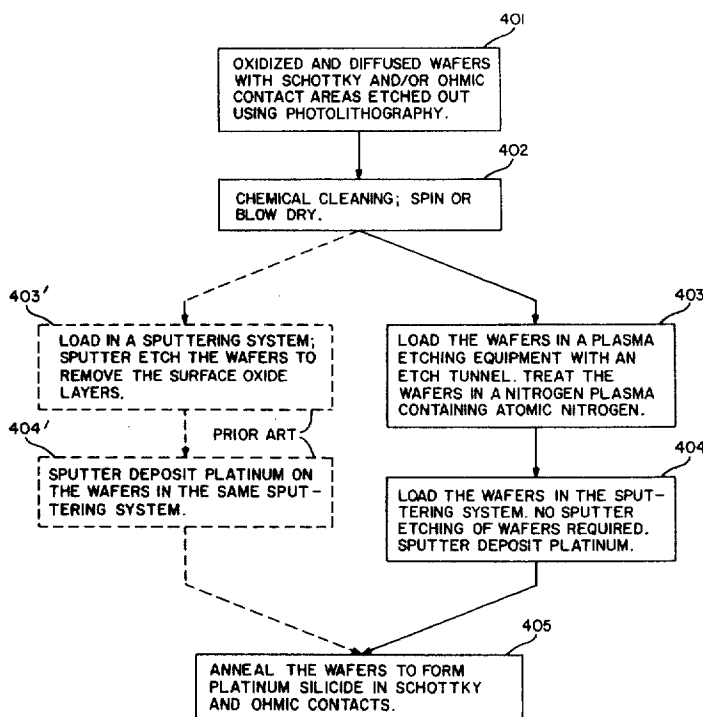 401
OXIDIZED AND DIFFUSED WAFERS
WITH SCHOTTKY AND/OR OHMIC
CONTACT AREAS ETCHED OUT
USING PHOTOLITHOGRAPHY.
402
CHEMICAL CLEANING; SPIN OR
BLOW DRY.
403'
LOAD IN A SPUTTERING SYSTEM;
SPUTTER ETCH THE WAFERS TO
REMOVE THE SURFACE OXIDE
LAYERS.
403
LOAD THE WAFERS IN A PLASMA
ETCHING EQUIPMENT WITH AN
ETCH TUNNEL. TREAT THE
WAFERS IN A NITROGEN PLASMA
CONTAINING ATOMIC NITROGEN.
PRIOR ART
404'
SPUTTER DEPOSIT PLATINUM ON
THE WAFERS IN THE SAME SPUT-
TERING SYSTEM.
404
LOAD THE WAFERS IN THE SPUT-
TERING SYSTEM. NO SPUTTER
ETCHING OF WAFERS REQUIRED.
SPUTTER DEPOSIT PLATINUM.
405
ANNEAL THE WAFERS TO FORM
PLATINUM SILICIDE IN SCHOTTKY
AND OHMIC CONTACTS.